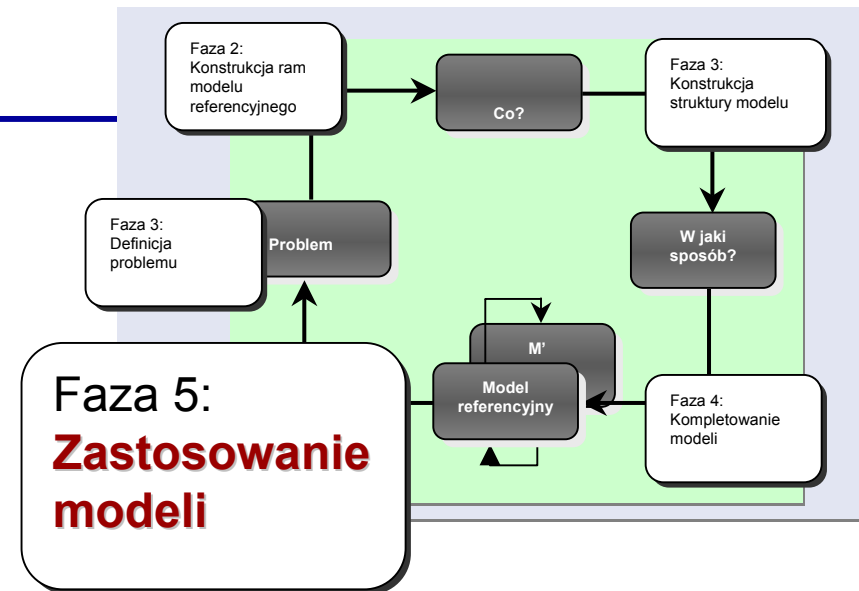 Faza 2:
Konstrukcja ram
modelu
referencyjnego
Co?
Faza 3:
Konstrukcja
struktury modelu
Faza 3:
Definicja
problemu
Problem
W jaki
sposób?
M'
Model
referencyjny
Faza 4:
Kompletowanie
modeli
Faza 5:
Zastosowanie
modeli